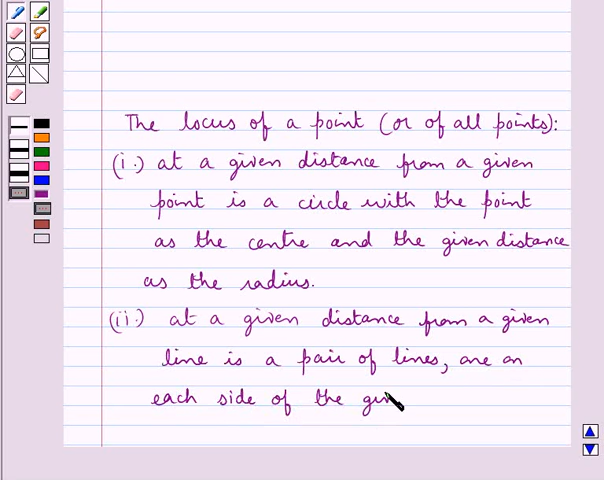 The locus of a point (or of all points):
(i.) at a given distance from a given
point is a circle with the point
as the centre and the given distance
as the radius.
(ii.) at a given distance from a given
line is a pair of lines, one on
each side of the giv